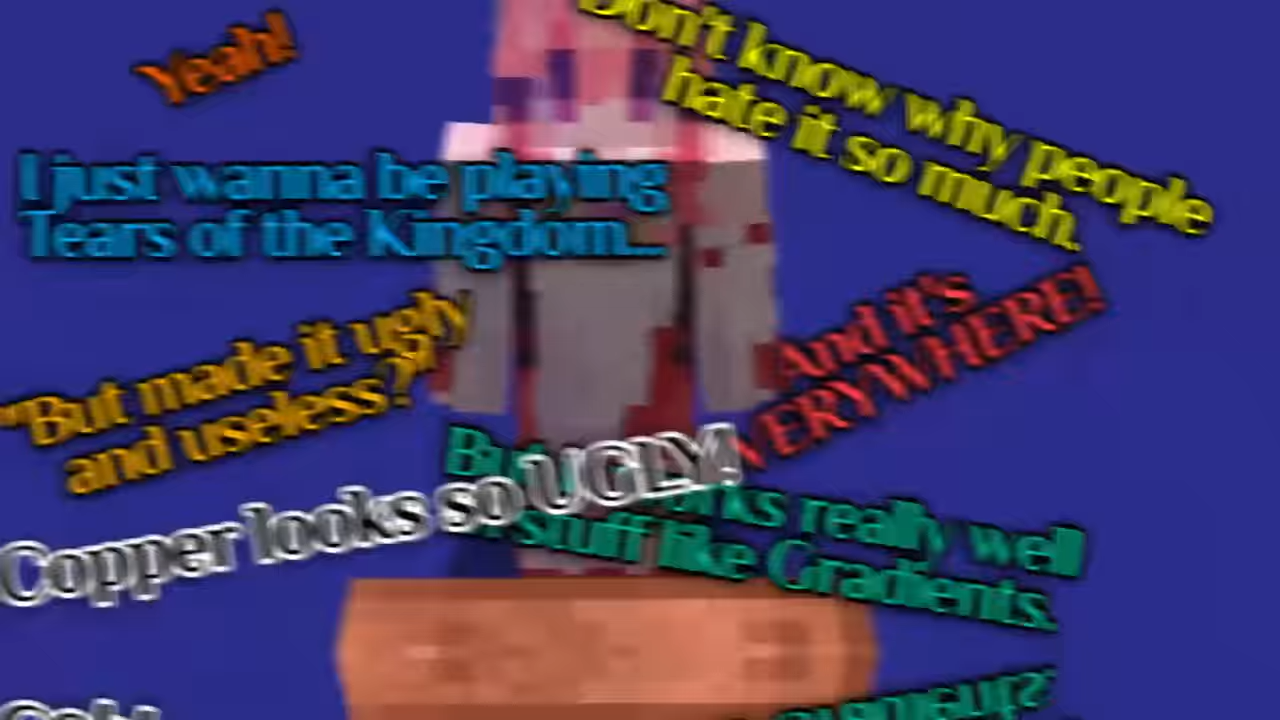 Yeah!
Don't know why people
hate it so much.
I just wanna be playing
Tears of the Kingdom...
And it's
EVERYWHERE!
"But made it ugly
and useless?"
Copper looks so UGLY!
really well
stuff like Gradients.